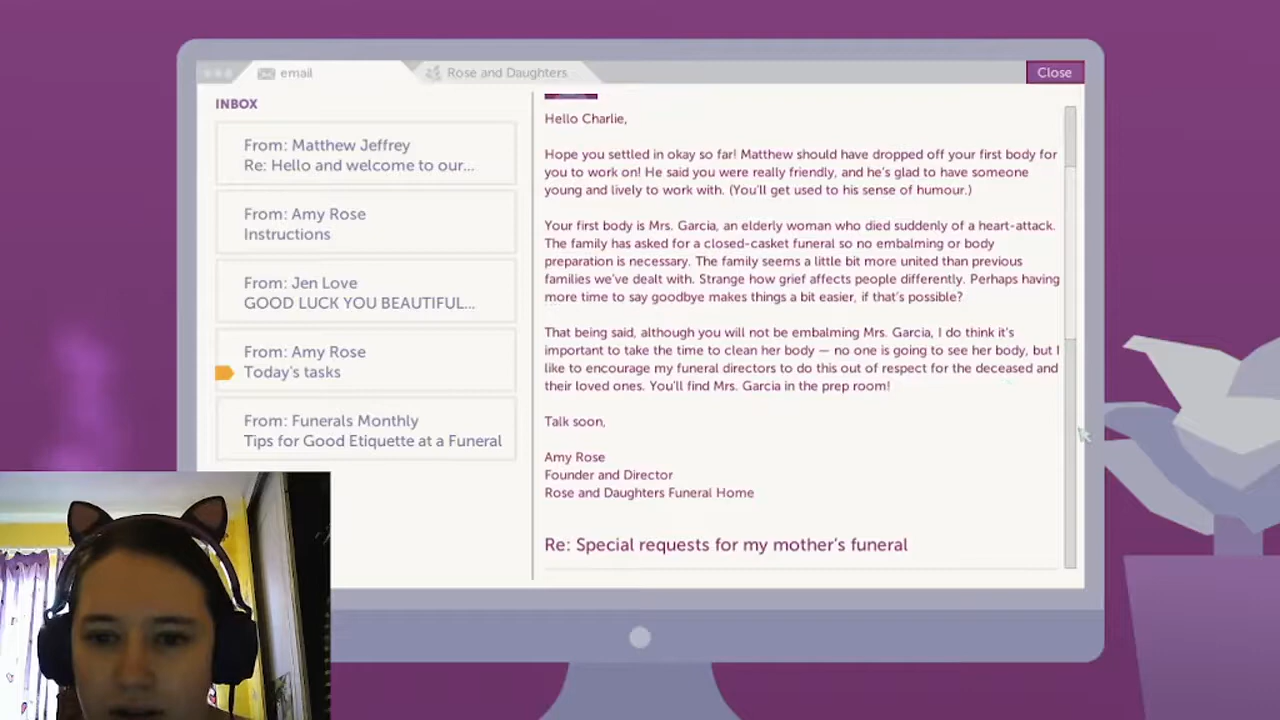 email
Rose and Daughters
Close
INBOX
From: Matthew Jeffrey
Re: Hello and welcome to our...
From: Amy Rose
Instructions
From: Jen Love
GOOD LUCK YOU BEAUTIFUL...
From: Amy Rose
Today's tasks
From: Funerals Monthly
Tips for Good Etiquette at a Funeral
Hello Charlie,
Hope you settled in okay so far! Matthew should have dropped off your first body for
you to work on! He said you were really friendly, and he's glad to have someone
young and lively to work with. (You'll get used to his sense of humour.)
Your first body is Mrs. Garcia, an elderly woman who died suddenly of a heart-attack.
The family has asked for a closed-casket funeral so no embalming or body
preparation is necessary. The family seems a little bit more united than previous
families we've dealt with. Strange how grief affects people differently. Perhaps having
more time to say goodbye makes things a bit easier, if that's possible?
That being said, although you will not be embalming Mrs. Garcia, I do think it's
important to take the time to clean her body — no one is going to see her body, but I
like to encourage my funeral directors to do this out of respect for the deceased and
their loved ones. You'll find Mrs. Garcia in the prep room!
Talk soon,
Amy Rose
Founder and Director
Rose and Daughters Funeral Home
Re: Special requests for my mother's funeral